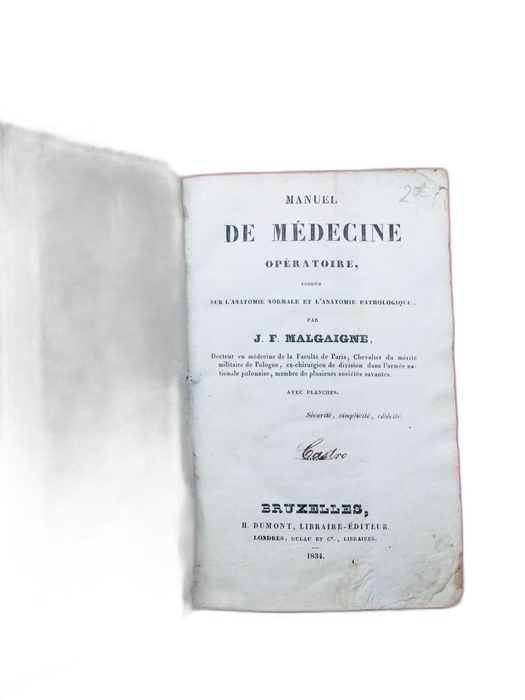 20€
MANUEL
DE MÉDECINE
OPÉRATOIRE,
FONDÉE
SUR L'ANATOMIE NORMALE ET L'ANATOMIE PATHOLOGIQUE,
PAR
J. F. MALGAIGNE,
Docteur en médecine de la Faculté de Paris, Chevalier du mérite
militaire de Pologne, ex-chirurgien de division dans l'armée na-
tionale polonaise, membre de plusieurs sociétés savantes.
AVEC PLANCHES.
Sécurité, simplicité, célérité.
Castro
BRUXELLES,
H. DUMONT, LIBRAIRE-ÉDITEUR.
LONDRES, DULAU ET Cᵉ., LIBRAIRES.
1834.